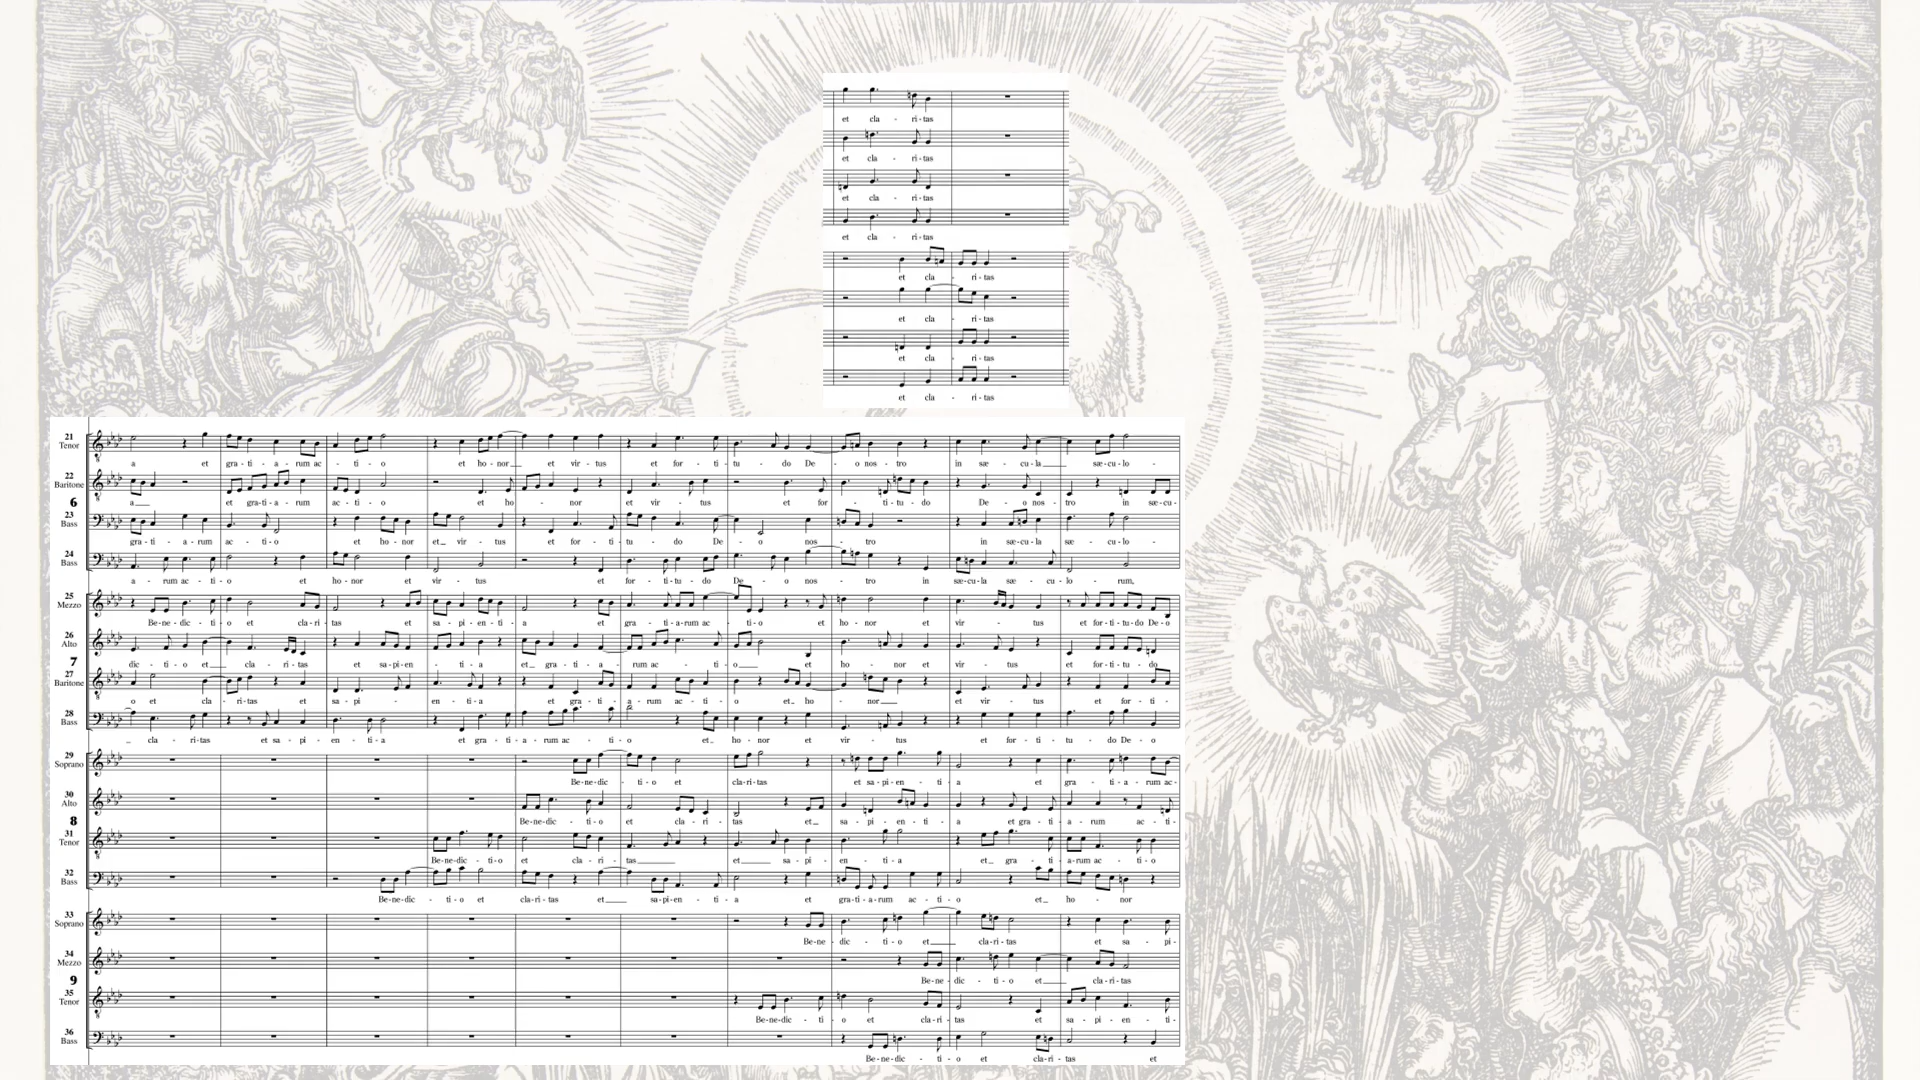 et cla - ri - tas
et cla - ri - tas
et cla - ri - tas
et cla - ri - tas
et cla - ri - tas
et cla - ri - tas
et cla - ri - tas
et cla - ri - tas
21
Tenor
a et gra - ti - a - rum ac - ti - o et ho - nor et vir - tus et for - ti - tu - do De - o nos - tro in sæ - cu - la sæ - cu - lo -
22
Baritone
a et gra - ti - a - rum ac - ti - o et ho - nor et vir - tus et for - ti - tu - do De - o nos - tro in sæ - cu -
6
23
Bass
gra - ti - a - rum ac - ti - o et ho - nor et vir - tus et for - ti - tu - do De - o nos - tro in sæ - cu - la sæ - cu - lo -
24
Bass
a - rum ac - ti - o et ho - nor et vir - tus et for - ti - tu - do De - o nos - tro in sæ - cu - la sæ - cu - lo - rum,
25
Mezzo
Be - ne - dic - ti - o et cla - ri - tas et sa - pi - en - ti - a et gra - ti - a - rum ac - ti - o et ho - nor et vir - tus et for - ti - tu - do De - o
26
Alto
dic - ti - o et cla - ri - tas et sa - pi - en - ti - a et gra - ti - a - rum ac - ti - o et ho - nor et vir - tus et for - ti - tu - do
7
27
Baritone
o et cla - ri - tas et sa - pi - en - ti - a et gra - ti - a - rum ac - ti - o et ho - nor et vir - tus et for - ti -
28
Bass
cla - ri - tas et sa - pi - en - ti - a et gra - ti - a - rum ac - ti - o et ho - nor et vir - tus et for - ti - tu - do De - o
29
Soprano
Be - ne - dic - ti - o et cla - ri - tas et sa - pi - en - ti - a et gra - ti - a - rum ac -
30
Alto
Be - ne - dic - ti - o et cla - ri - tas et sa - pi - en - ti - a et gra - ti - a - rum ac - ti -
8
31
Tenor
Be - ne - dic - ti - o et cla - ri - tas et sa - pi - en - ti - a et gra - ti - a - rum ac - ti - o
32
Bass
Be - ne - dic - ti - o et cla - ri - tas et sa - pi - en - ti - a et gra - ti - a - rum ac - ti - o et ho - nor
33
Soprano
Be - ne - dic - ti - o et cla - ri - tas et sa - pi -
34
Mezzo
Be - ne - dic - ti - o et cla - ri - tas
9
35
Tenor
Be - ne - dic - ti - o et cla - ri - tas et sa - pi - en - ti -
36
Bass
Be - ne - dic - ti - o et cla - ri - tas et